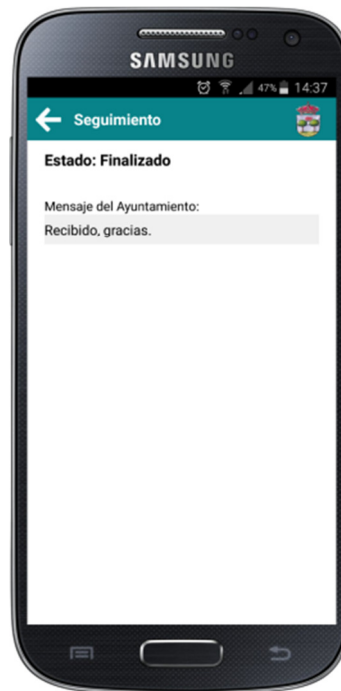 SAMSUNG
47% 14:37
Seguimiento
Estado: Finalizado
Mensaje del Ayuntamiento:
Recibido, gracias.